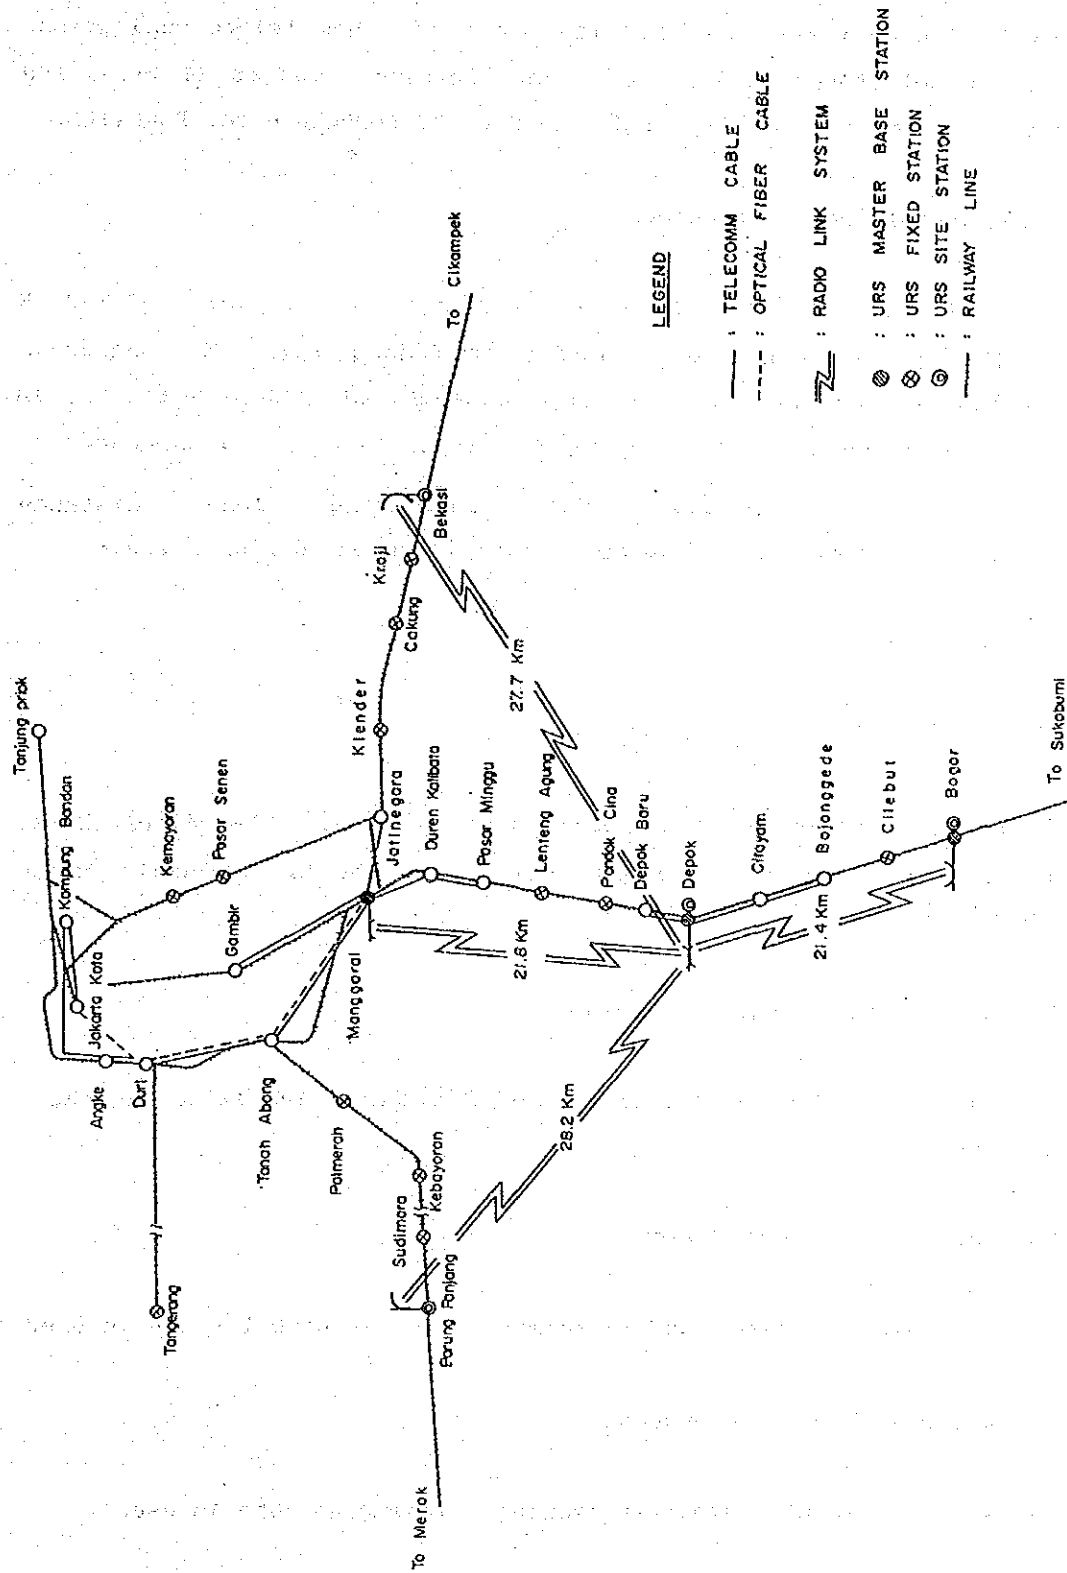 Tanjung priok
Kampung Bandan
Jakarta Kota
Kemayoran
Pasar Senen
Angke
Duri
Gambir
Tangerang
Tanah Abang
Manggarai
Palmerah
Kebayoran
Sudimara
Parung Panjang
To Merak
Klender
Jatinegara
Cakung
Kraji
Bekasi
To Cikampek
Duren Kalibata
Pasar Minggu
Lenteng Agung
Pondok Cina
Depok Baru
Depok
Citayam
Bojonggede
Cilebut
Bogor
To Sukabumi
27.7 Km
21.8 Km
21.4 Km
28.2 Km
LEGEND
: TELECOMM CABLE
: OPTICAL FIBER CABLE
: RADIO LINK SYSTEM
: URS MASTER BASE STATION
: URS FIXED STATION
: URS SITE STATION
: RAILWAY LINE